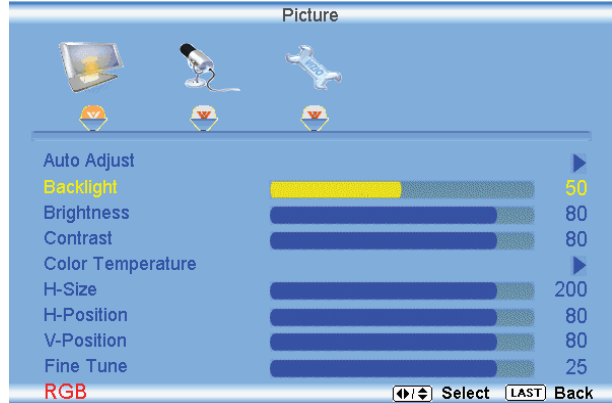 Picture
Auto Adjust
Backlight 50
Brightness 80
Contrast 80
Color Temperature
H-Size 200
H-Position 80
V-Position 80
Fine Tune 25
RGB Select LAST Back